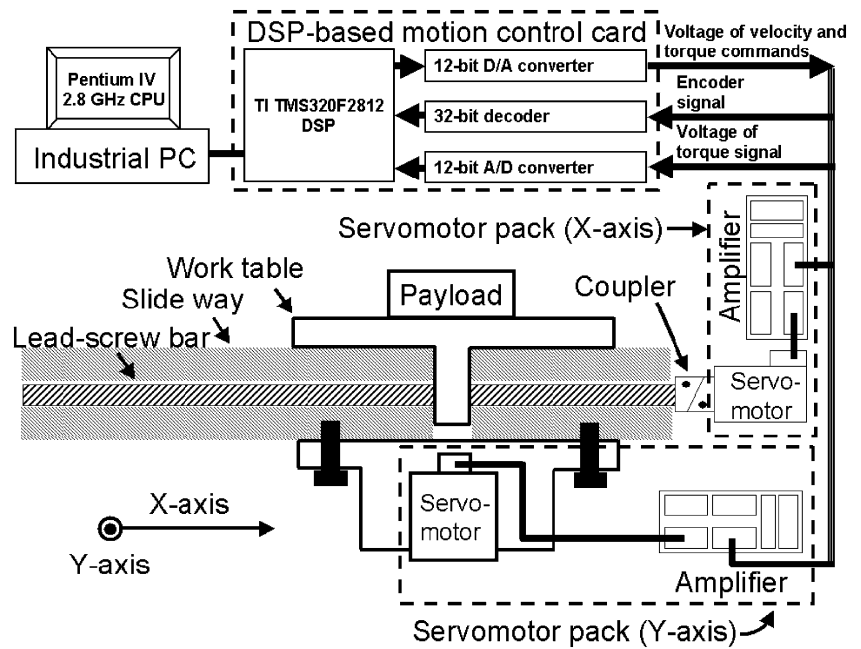 DSP-based motion control card
Voltage of velocity and
torque commands
Pentium IV
2.8 GHz CPU
Industrial PC
TI TMS320F2812
DSP
12-bit D/A converter
32-bit decoder
12-bit A/D converter
Encoder
signal
Voltage of
torque signal
Servomotor pack (X-axis)
Amplifier
Work table
Slide way
Lead-screw bar
Payload
Coupler
Servo-
motor
X-axis
Y-axis
Servo-
motor
Amplifier
Servomotor pack (Y-axis)